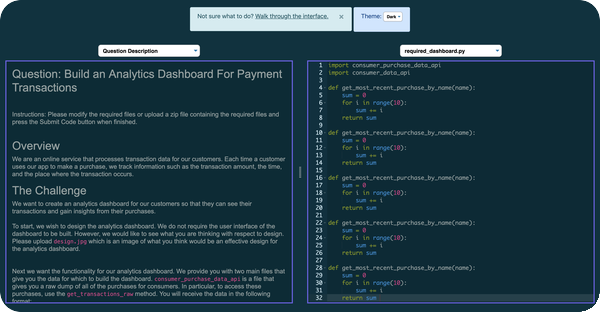 Not sure what to do? Walk through the interface. ×
Theme: Dark
Question Description
required_dashboard.py
Question: Build an Analytics Dashboard For Payment
Transactions
Instructions: Please modify the required files or upload a zip file containing the required files and
press the Submit Code button when finished.
Overview
We are an online service that processes transaction data for our customers. Each time a customer
uses our app to make a purchase, we track information such as the transaction amount, the time,
and the place where the transaction occurs.
The Challenge
We want to create an analytics dashboard for our customers so that they can see their
transactions and gain insights from their purchases.
To start, we wish to design the analytics dashboard. We do not require the user interface of the
dashboard to be built. However, we would like to see what you are thinking with respect to design.
Please upload design.jpg which is an image of what you think would be an effective design for
the analytics dashboard.
Next we want the functionality for our analytics dashboard. We provide you with two main files that
give you the data for which to build the dashboard. consumer_purchase_data_api is a file that
gives you a raw dump of all of the purchases for consumers. In particular, to access these
purchases, use the get_transactions_raw method. You will receive the data in the following
format:
1 import consumer_purchase_data_api
2 import consumer_data_api
3
4 def get_most_recent_purchase_by_name(name):
5 sum = 0
6 for i in range(10):
7 sum += i
8 return sum
9
10 def get_most_recent_purchase_by_name(name):
11 sum = 0
12 for i in range(10):
13 sum += i
14 return sum
15
16 def get_most_recent_purchase_by_name(name):
17 sum = 0
18 for i in range(10):
19 sum += i
20 return sum
21
22 def get_most_recent_purchase_by_name(name):
23 sum = 0
24 for i in range(10):
25 sum += i
26 return sum
27
28 def get_most_recent_purchase_by_name(name):
29 sum = 0
30 for i in range(10):
31 sum += i
32 return sum